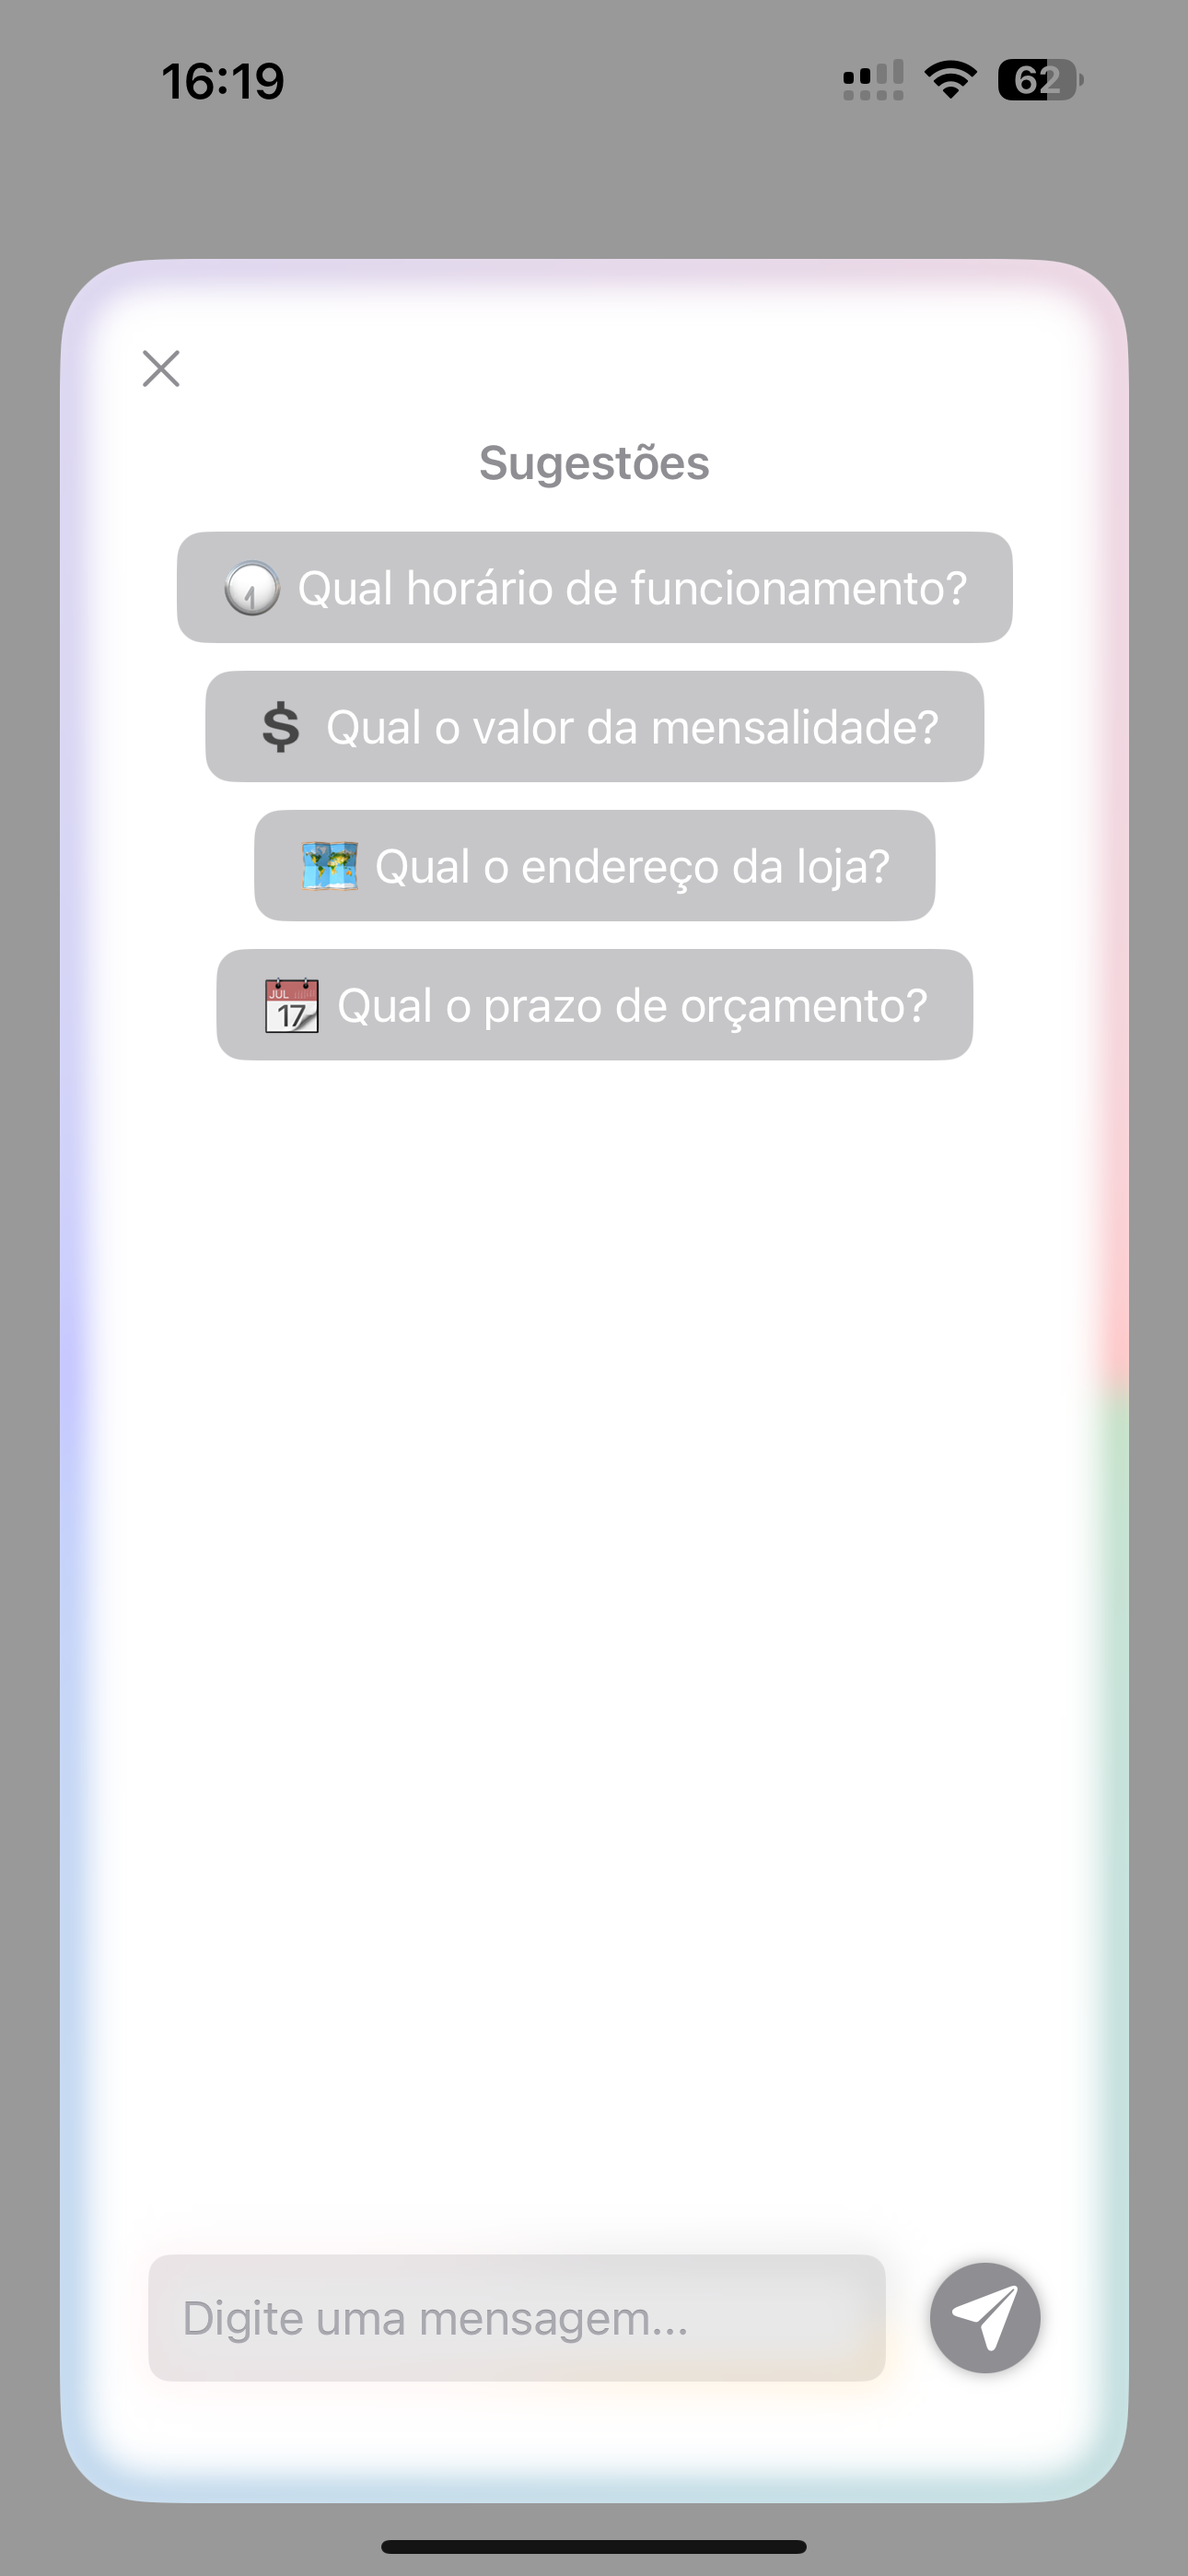 16:19
62
Sugestões
Qual horário de funcionamento?
$ Qual o valor da mensalidade?
Qual o endereço da loja?
JUL 17 Qual o prazo de orçamento?
Digite uma mensagem...